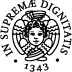 IN SUPREMÆ DIGNITATIS
· 1343 ·